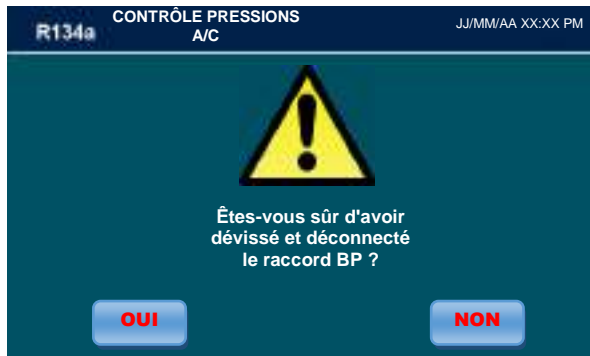 R134a
CONTRÔLE PRESSIONS
A/C
JJ/MM/AA XX:XX PM
Êtes-vous sûr d'avoir
dévissé et déconnecté
le raccord BP ?
OUI
NON